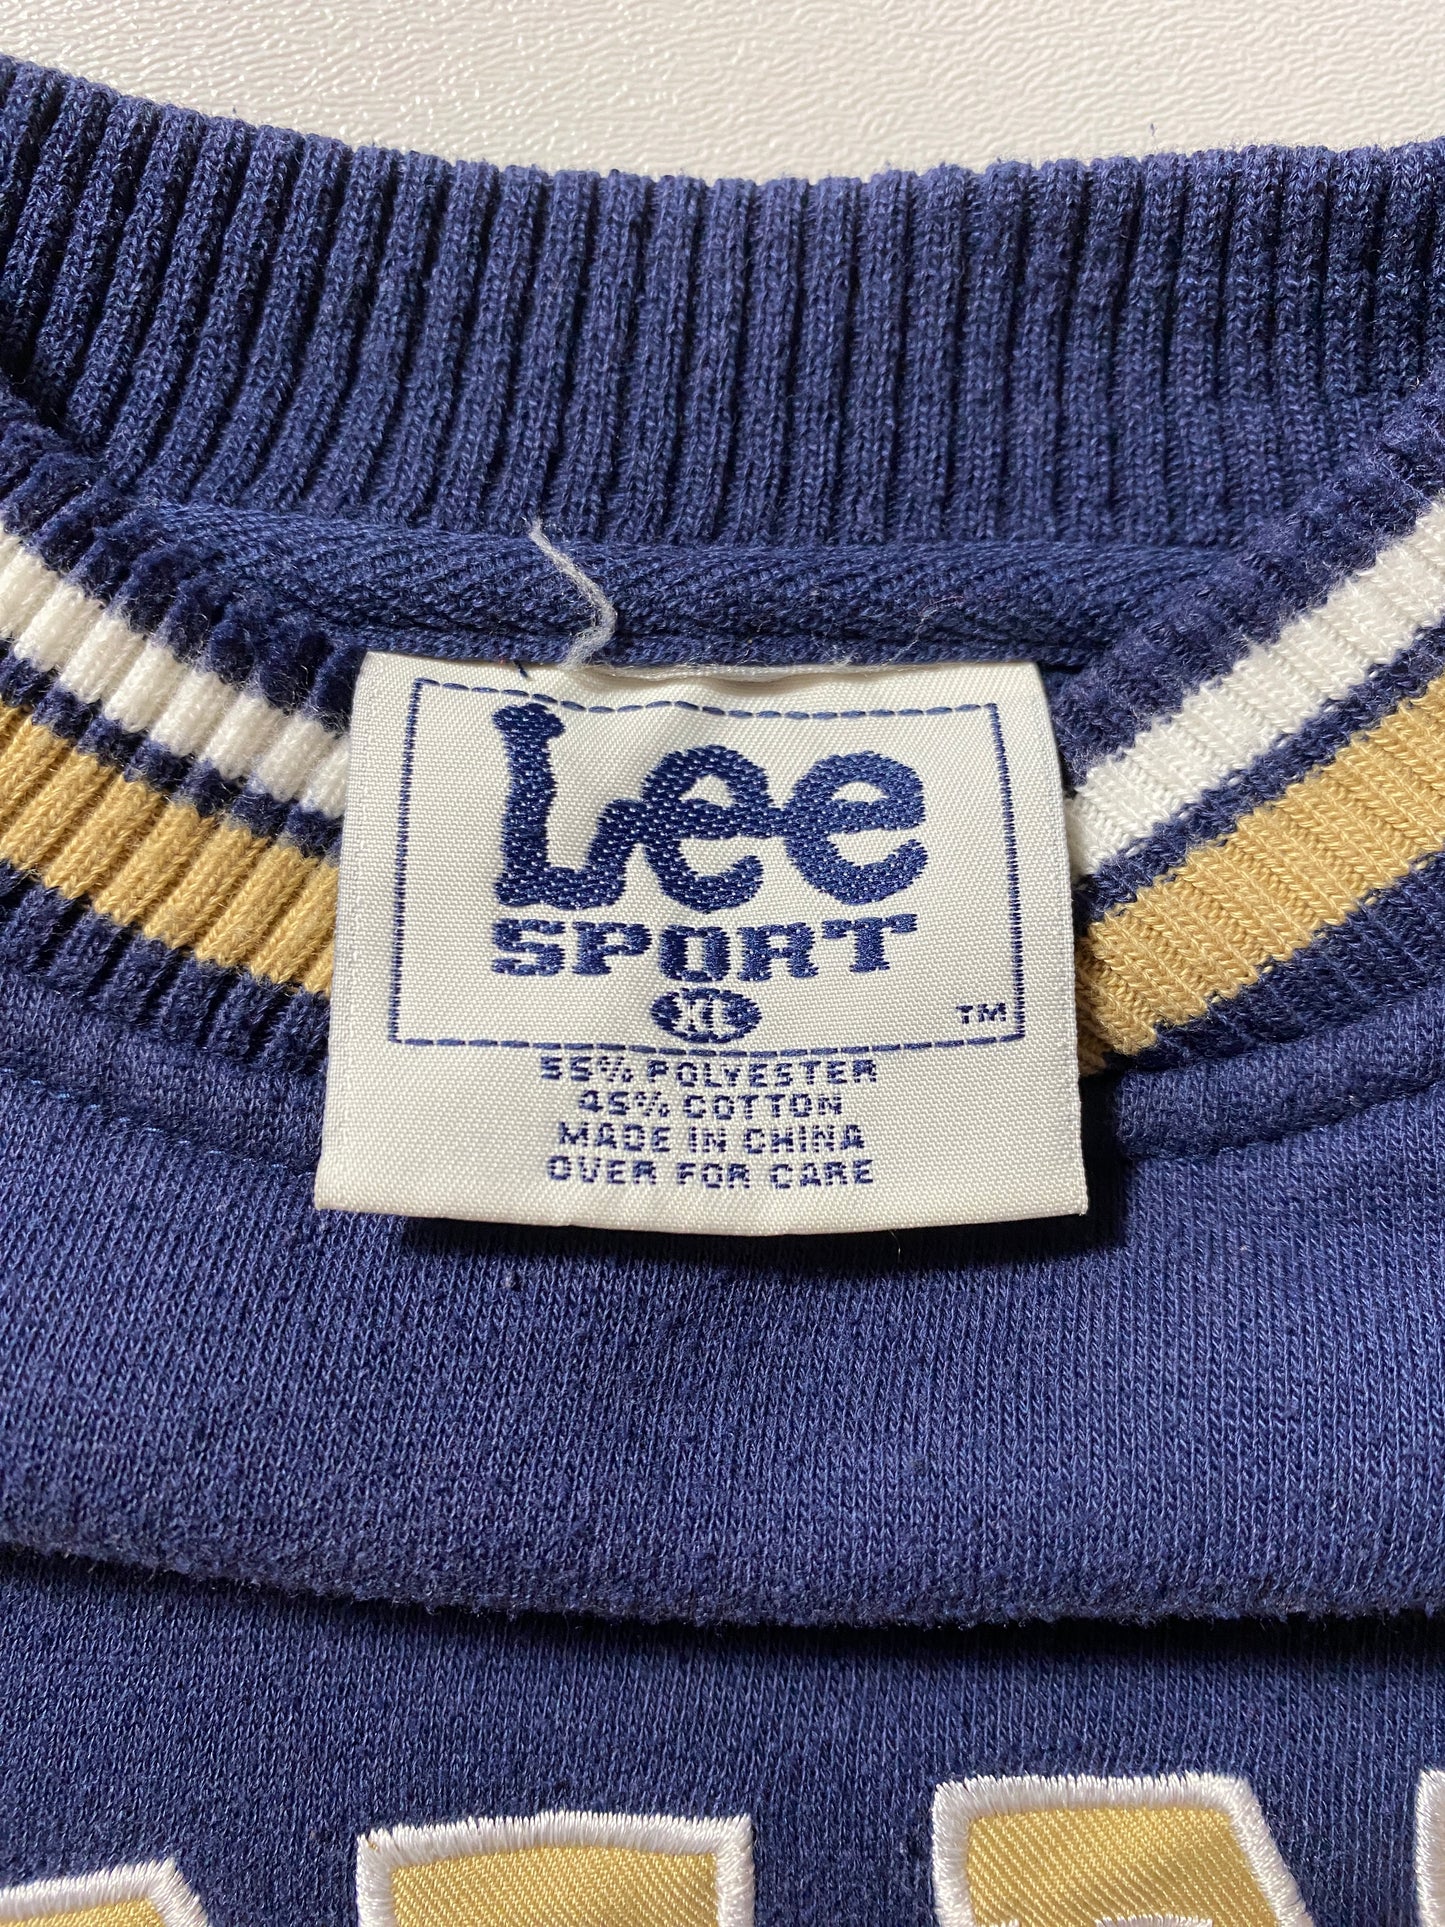 Lee
SPORT
XL
TM
55% POLYESTER
45% COTTON
MADE IN CHINA
OVER FOR CARE